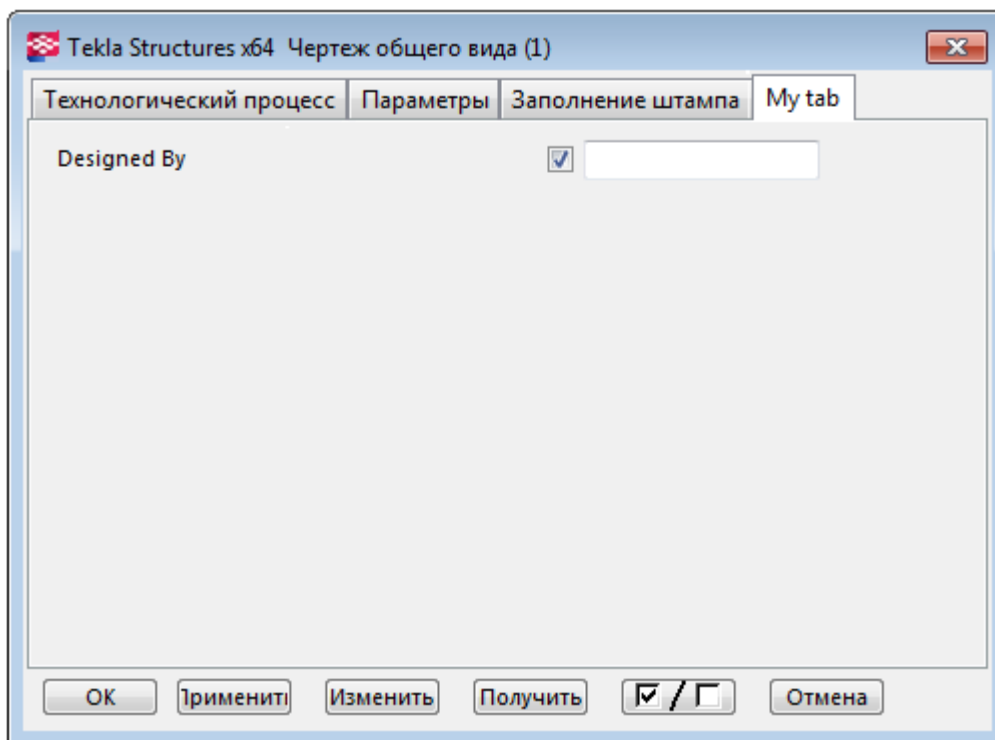 Tekla Structures x64 Чертеж общего вида (1)
Технологический процесс Параметры Заполнение штампа My tab
Designed By
OK Применить Изменить Получить / Отмена